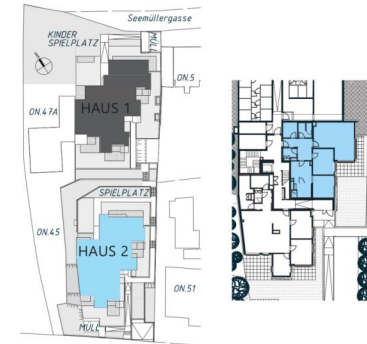 Seemüllergasse
KINDER
SPIELPLATZ
MÜLL
ON.5
HAUS 1
ON.47A
SPIELPLATZ
ON.45
HAUS 2
ON.51
MÜLL